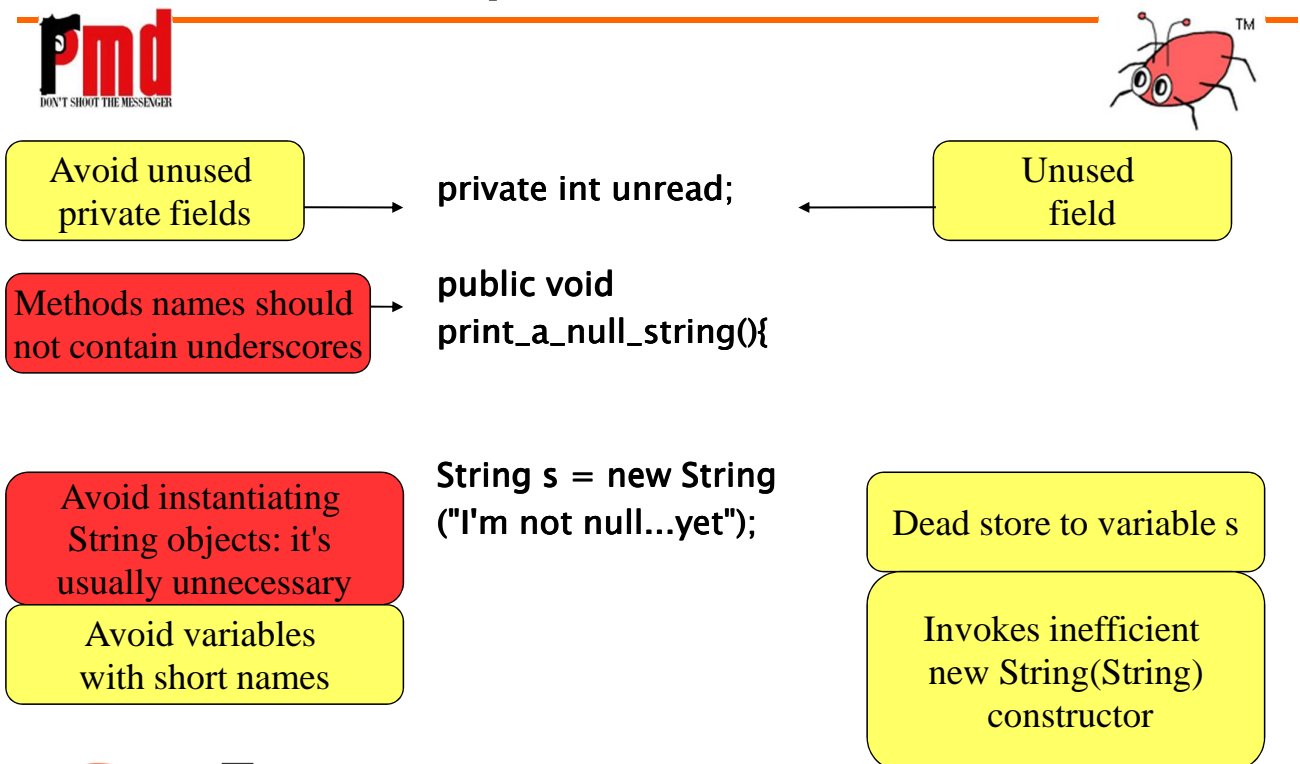 Pmd
DON'T SHOOT THE MESSENGER
TM
Avoid unused
private fields
private int unread;
Unused
field
Methods names should
not contain underscores
public void
print_a_null_string(){
Avoid instantiating
String objects: it's
usually unnecessary
Avoid variables
with short names
String s = new String
("I'm not null...yet");
Dead store to variable s
Invokes inefficient
new String(String)
constructor